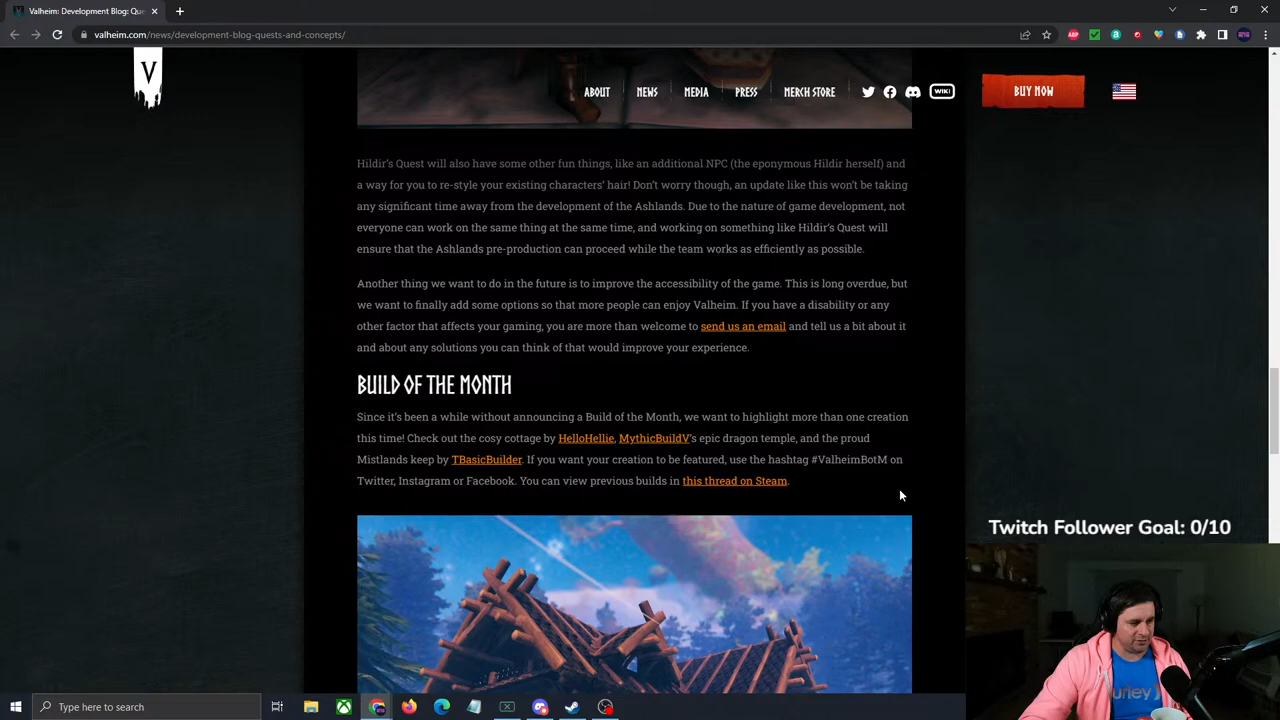 Valheim: Development Blog: Que
valheim.com/news/development-blog-quests-and-concepts/
V
ABOUT
NEWS
MEDIA
PRESS
MERCH STORE
WIKI
BUY NOW
Hildir's Quest will also have some other fun things, like an additional NPC (the eponymous Hildir herself) and
a way for you to re-style your existing characters' hair! Don't worry though, an update like this won't be taking
any significant time away from the development of the Ashlands. Due to the nature of game development, not
everyone can work on the same thing at the same time, and working on something like Hildir's Quest will
ensure that the Ashlands pre-production can proceed while the team works as efficiently as possible.
Another thing we want to do in the future is to improve the accessibility of the game. This is long overdue, but
we want to finally add some options so that more people can enjoy Valheim. If you have a disability or any
other factor that affects your gaming, you are more than welcome to send us an email and tell us a bit about it
and about any solutions you can think of that would improve your experience.
BUILD OF THE MONTH
Since it's been a while without announcing a Build of the Month, we want to highlight more than one creation
this time! Check out the cosy cottage by HelloHellie, MythicBuildV's epic dragon temple, and the proud
Mistlands keep by TBasicBuilder. If you want your creation to be featured, use the hashtag #ValheimBotM on
Twitter, Instagram or Facebook. You can view previous builds in this thread on Steam.
Twitch Follower Goal: 0/10
urley
Type here to search